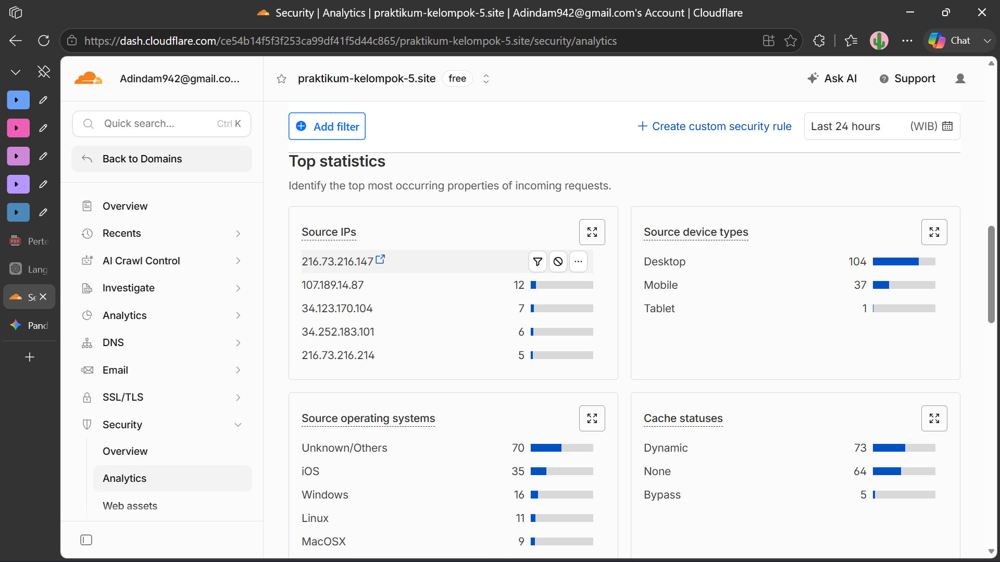 Security | Analytics | praktikum-kelompok-5.site | Adindam942@gmail.com's Account | Cloudflare
https://dash.cloudflare.com/ce54b14f5f3f253ca99df41f5d44c865/praktikum-kelompok-5.site/security/analytics
Chat
Perte
Lang
Se
Pand
Adindam942@gmail.co...
praktikum-kelompok-5.site
free
Ask AI
Support
Quick search...
Ctrl K
Back to Domains
Overview
Recents
AI Crawl Control
Investigate
Analytics
DNS
Email
SSL/TLS
Security
Overview
Analytics
Web assets
Add filter
Create custom security rule
Last 24 hours (WIB)
Top statistics
Identify the top most occurring properties of incoming requests.
Source IPs
216.73.216.147
107.189.14.87 12
34.123.170.104 7
34.252.183.101 6
216.73.216.214 5
Source device types
Desktop 104
Mobile 37
Tablet 1
Source operating systems
Unknown/Others 70
iOS 35
Windows 16
Linux 11
MacOSX 9
Cache statuses
Dynamic 73
None 64
Bypass 5